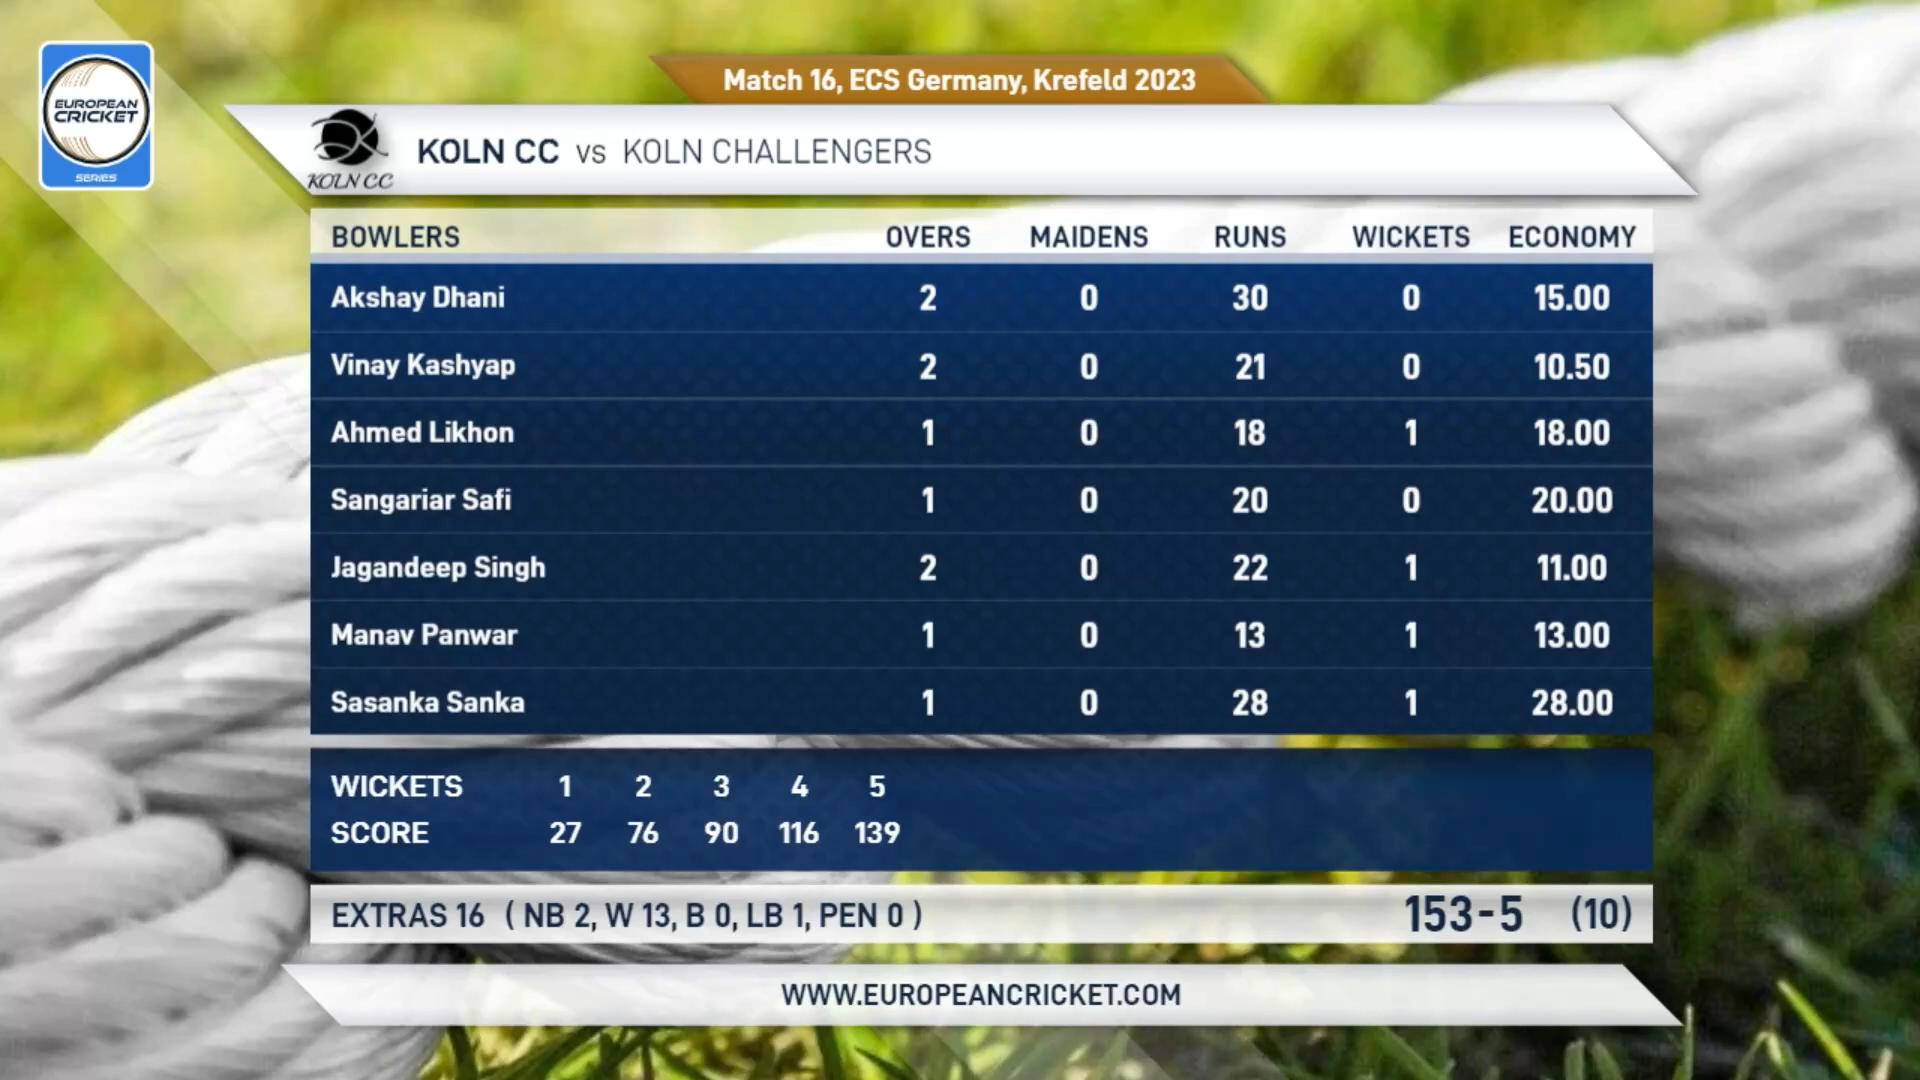 EUROPEAN
CRICKET
SERIES
Match 16, ECS Germany, Krefeld 2023
KOLN CC
KOLN CC vs KOLN CHALLENGERS
BOWLERS OVERS MAIDENS RUNS WICKETS ECONOMY
Akshay Dhani 2 0 30 0 15.00
Vinay Kashyap 2 0 21 0 10.50
Ahmed Likhon 1 0 18 1 18.00
Sangariar Safi 1 0 20 0 20.00
Jagandeep Singh 2 0 22 1 11.00
Manav Panwar 1 0 13 1 13.00
Sasanka Sanka 1 0 28 1 28.00
WICKETS 1 2 3 4 5
SCORE 27 76 90 116 139
EXTRAS 16 ( NB 2, W 13, B 0, LB 1, PEN 0 ) 153-5 (10)
WWW.EUROPEANCRICKET.COM